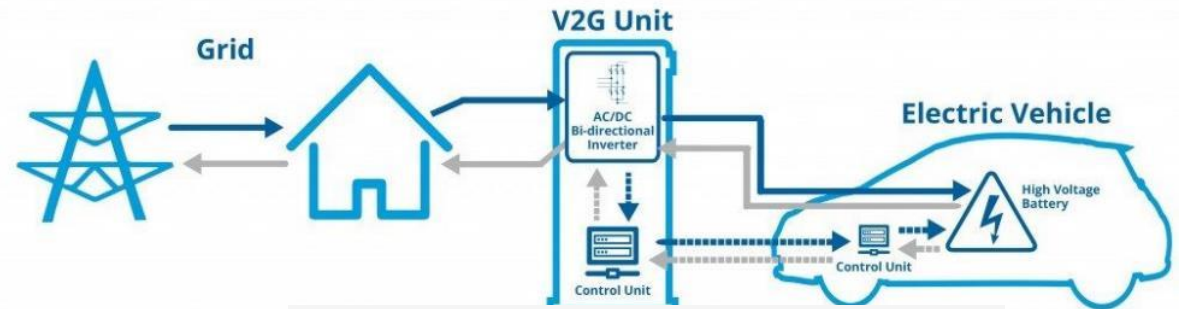 V2G Unit
Grid
AC/DC
Bi-directional
Inverter
Electric Vehicle
High Voltage
Battery
Control Unit
Control Unit